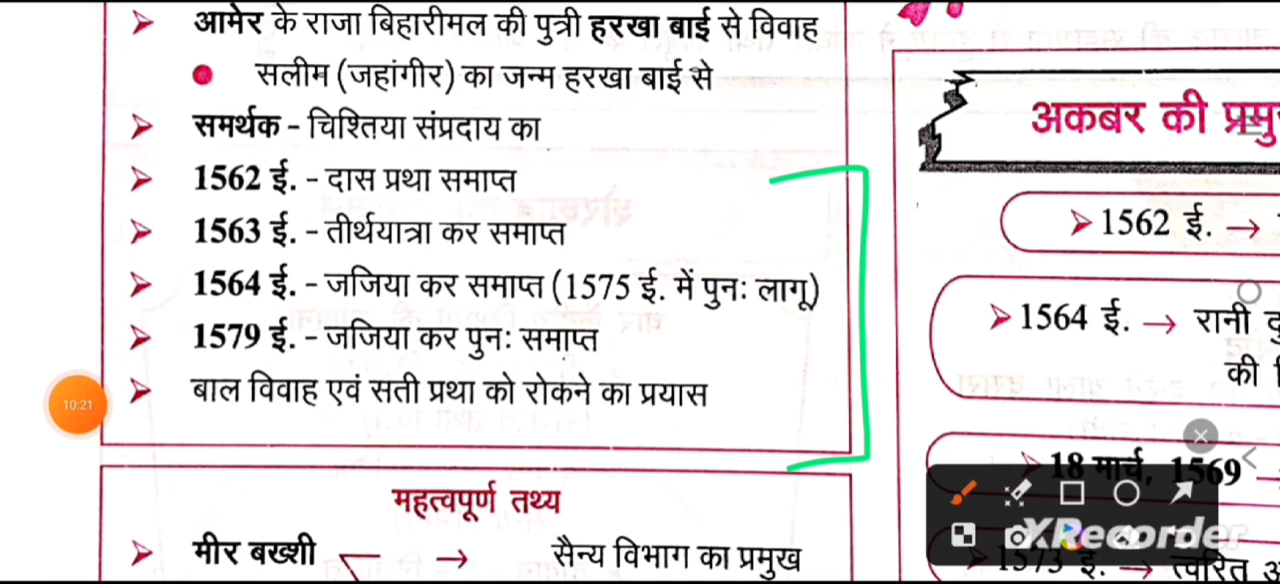 आमेर के राजा बिहारीमल की पुत्री हरखा बाई से विवाह
सलीम (जहांगीर) का जन्म हरखा बाई से
समर्थक - चिश्तिया संप्रदाय का
1562 ई. - दास प्रथा समाप्त
1563 ई. - तीर्थयात्रा कर समाप्त
1564 ई. - जजिया कर समाप्त (1575 ई. में पुनः लागू)
1579 ई. - जजिया कर पुनः समाप्त
बाल विवाह एवं सती प्रथा को रोकने का प्रयास
10:21
महत्वपूर्ण तथ्य
मीर बख्शी → सैन्य विभाग का प्रमुख
अकबर की
1562 ई. →
1564 ई. → रानी
की
18 मार्च, 1569
XRecorder
1573 ई. → त्वरित